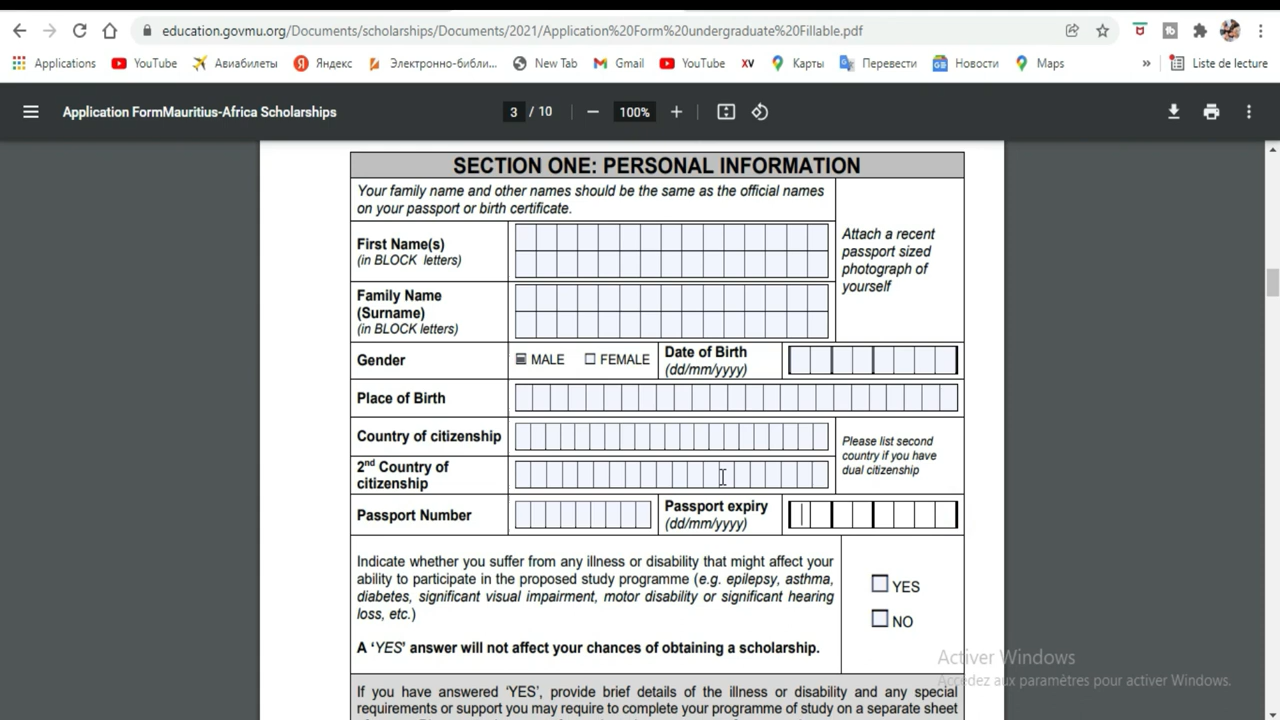 education.govmu.org/Documents/scholarships/Documents/2021/Application%20Form%20undergraduate%20Fillable.pdf
Applications YouTube Авиабилеты Яндекс Электронно-библи... New Tab Gmail YouTube XV Карты Перевести Новости Maps » Liste de lecture
Application FormMauritius-Africa Scholarships 3 / 10 − 100% +
SECTION ONE: PERSONAL INFORMATION
Your family name and other names should be the same as the official names
on your passport or birth certificate.
Attach a recent
passport sized
photograph of
yourself
First Name(s)
(in BLOCK letters)
Family Name
(Surname)
(in BLOCK letters)
Gender MALE FEMALE Date of Birth
(dd/mm/yyyy)
Place of Birth
Country of citizenship
Please list second
country if you have
dual citizenship
2nd Country of
citizenship
Passport Number Passport expiry
(dd/mm/yyyy)
Indicate whether you suffer from any illness or disability that might affect your
ability to participate in the proposed study programme (e.g. epilepsy, asthma,
diabetes, significant visual impairment, motor disability or significant hearing
loss, etc.)
YES
NO
A ‘YES’ answer will not affect your chances of obtaining a scholarship.
Activer Windows
Accédez aux paramètres pour activer Windows.
If you have answered ‘YES’, provide brief details of the illness or disability and any special
requirements or support you may require to complete your programme of study on a separate sheet